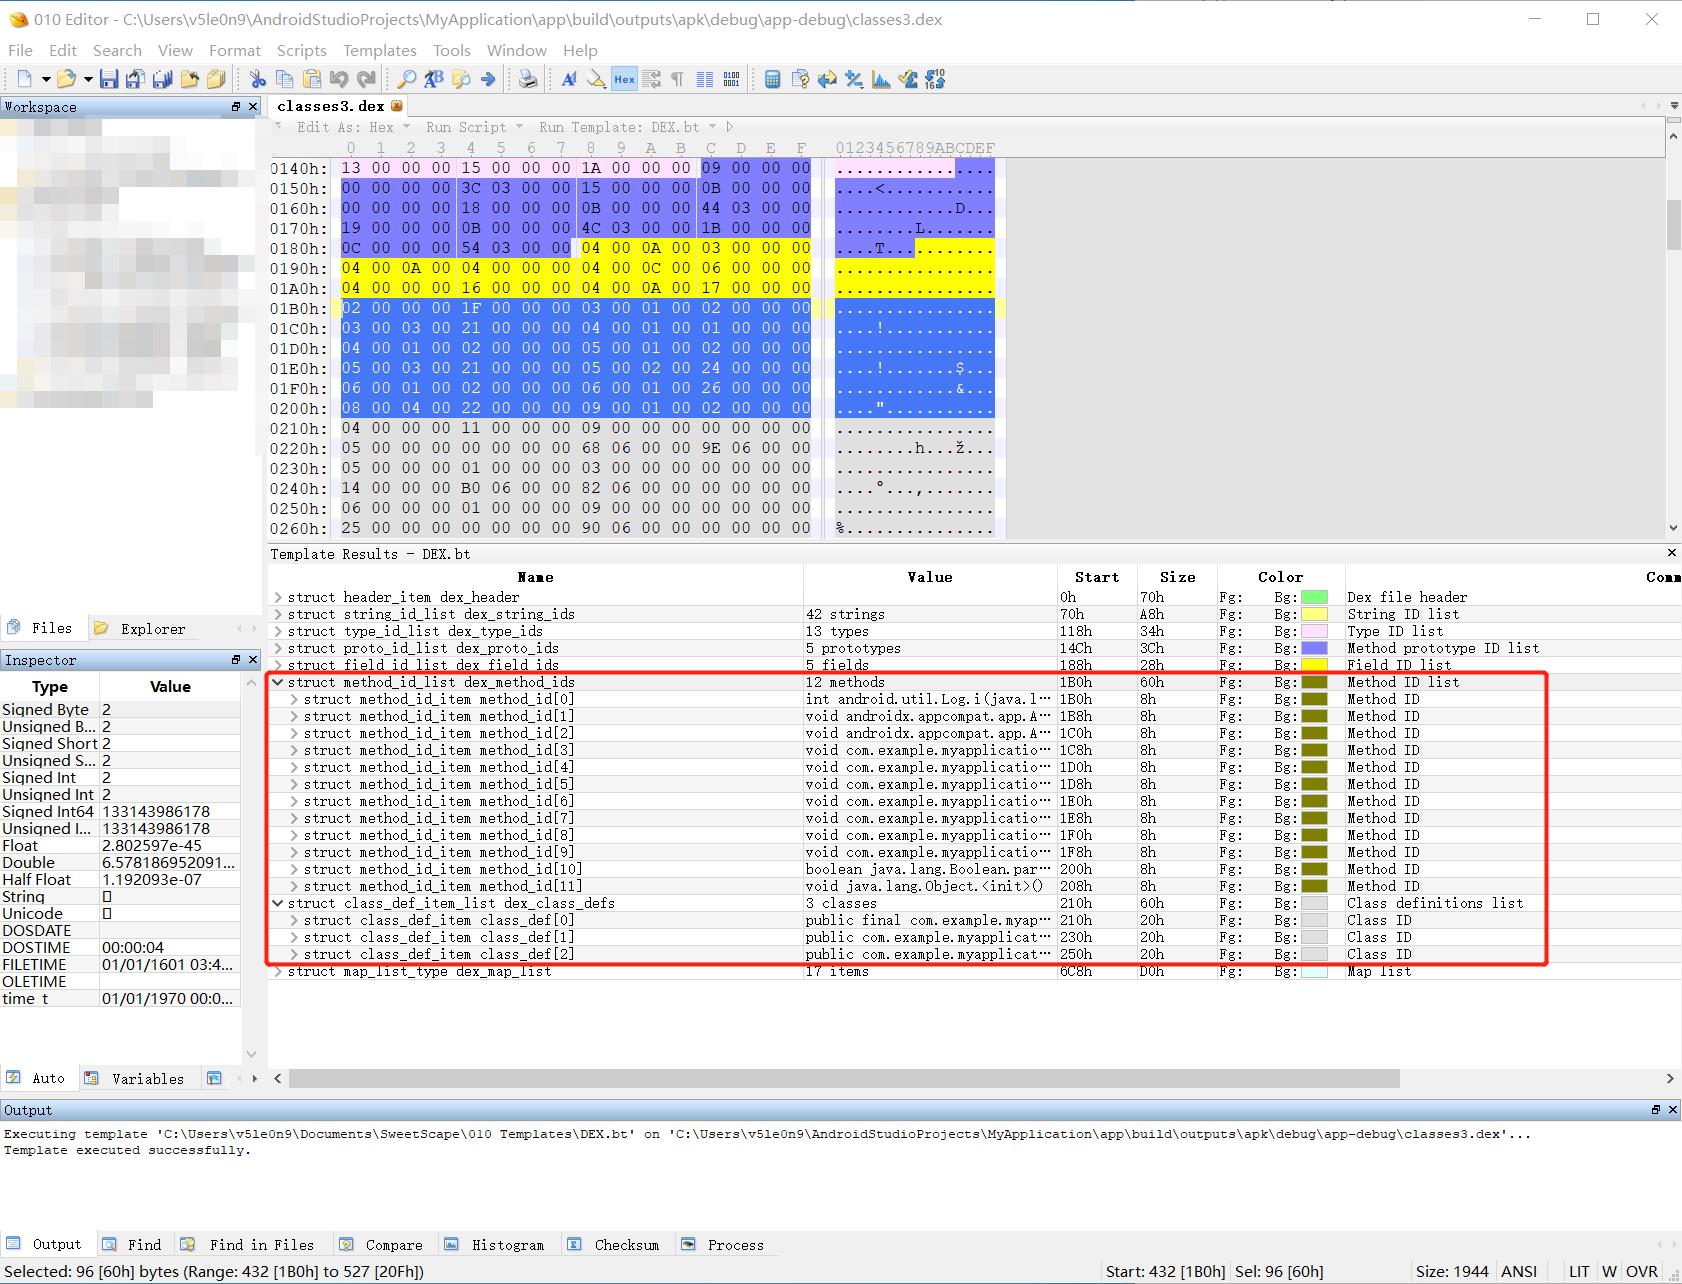 010 Editor - C:\Users\v5le0n9\AndroidStudioProjects\MyApplication\app\build\outputs\apk\debug\app-debug\classes3.dex
File Edit Search View Format Scripts Templates Tools Window Help
Workspace
classes3.dex
Edit As: Hex Run Script Run Template: DEX.bt
0 1 2 3 4 5 6 7 8 9 A B C D E F 0123456789ABCDEF
0140h: 13 00 00 00 15 00 00 00 1A 00 00 00 09 00 00 00 ................
0150h: 00 00 00 00 3C 03 00 00 15 00 00 00 0B 00 00 00 ....<...........
0160h: 00 00 00 00 18 00 00 00 0B 00 00 00 44 03 00 00 ............D...
0170h: 19 00 00 00 0B 00 00 00 4C 03 00 00 1B 00 00 00 ........L.......
0180h: 0C 00 00 00 54 03 00 00 04 00 0A 00 03 00 00 00 ....T...........
0190h: 04 00 0A 00 04 00 00 00 04 00 0C 00 06 00 00 00 ................
01A0h: 04 00 00 00 16 00 00 00 04 00 0A 00 17 00 00 00 ................
01B0h: 02 00 00 00 1F 00 00 00 03 00 01 00 02 00 00 00 ................
01C0h: 03 00 03 00 21 00 00 00 04 00 01 00 01 00 00 00 ....!...........
01D0h: 04 00 01 00 02 00 00 00 05 00 01 00 02 00 00 00 ................
01E0h: 05 00 03 00 21 00 00 00 05 00 02 00 24 00 00 00 ....!.......$...
01F0h: 06 00 01 00 02 00 00 00 06 00 01 00 26 00 00 00 ............&...
0200h: 08 00 04 00 22 00 00 00 09 00 01 00 02 00 00 00 ...."...........
0210h: 04 00 00 00 11 00 00 00 09 00 00 00 00 00 00 00 ................
0220h: 05 00 00 00 00 00 00 00 68 06 00 00 9E 06 00 00 ........h...ž...
0230h: 05 00 00 00 01 00 00 00 03 00 00 00 00 00 00 00 ................
0240h: 14 00 00 00 B0 06 00 00 82 06 00 00 00 00 00 00 ....°...‚.......
0250h: 06 00 00 00 01 00 00 00 09 00 00 00 00 00 00 00 ................
0260h: 25 00 00 00 00 00 00 00 90 06 00 00 00 00 00 00 %...............
Template Results - DEX.bt
Name Value Start Size Color Comm
struct header_item dex_header 0h 70h Fg: Bg: Dex file header
struct string_id_list dex_string_ids 42 strings 70h A8h Fg: Bg: String ID list
struct type_id_list dex_type_ids 13 types 118h 34h Fg: Bg: Type ID list
struct proto_id_list dex_proto_ids 5 prototypes 14Ch 3Ch Fg: Bg: Method prototype ID list
struct field_id_list dex_field_ids 5 fields 188h 28h Fg: Bg: Field ID list
struct method_id_list dex_method_ids 12 methods 1B0h 60h Fg: Bg: Method ID list
struct method_id_item method_id[0] int android.util.Log.i(java.l… 1B0h 8h Fg: Bg: Method ID
struct method_id_item method_id[1] void androidx.appcompat.app.A… 1B8h 8h Fg: Bg: Method ID
struct method_id_item method_id[2] void androidx.appcompat.app.A… 1C0h 8h Fg: Bg: Method ID
struct method_id_item method_id[3] void com.example.myapplicatio… 1C8h 8h Fg: Bg: Method ID
struct method_id_item method_id[4] void com.example.myapplicatio… 1D0h 8h Fg: Bg: Method ID
struct method_id_item method_id[5] void com.example.myapplicatio… 1D8h 8h Fg: Bg: Method ID
struct method_id_item method_id[6] void com.example.myapplicatio… 1E0h 8h Fg: Bg: Method ID
struct method_id_item method_id[7] void com.example.myapplicatio… 1E8h 8h Fg: Bg: Method ID
struct method_id_item method_id[8] void com.example.myapplicatio… 1F0h 8h Fg: Bg: Method ID
struct method_id_item method_id[9] void com.example.myapplicatio… 1F8h 8h Fg: Bg: Method ID
struct method_id_item method_id[10] boolean java.lang.Boolean.par… 200h 8h Fg: Bg: Method ID
struct method_id_item method_id[11] void java.lang.Object.<init>() 208h 8h Fg: Bg: Method ID
struct class_def_item_list dex_class_defs 3 classes 210h 60h Fg: Bg: Class definitions list
struct class_def_item class_def[0] public final com.example.myap… 210h 20h Fg: Bg: Class ID
struct class_def_item class_def[1] public com.example.myapplicat… 230h 20h Fg: Bg: Class ID
struct class_def_item class_def[2] public com.example.myapplicat… 250h 20h Fg: Bg: Class ID
struct map_list_type dex_map_list 17 items 6C8h D0h Fg: Bg: Map list
Files Explorer
Inspector
Type Value
Signed Byte 2
Unsigned B... 2
Signed Short 2
Unsigned S... 2
Signed Int 2
Unsigned Int 2
Signed Int64 133143986178
Unsigned I... 133143986178
Float 2.802597e-45
Double 6.578186952091...
Half Float 1.192093e-07
String
Unicode
DOSDATE
DOSTIME 00:00:04
FILETIME 01/01/1601 03:4...
OLETIME
time_t 01/01/1970 00:0...
Auto Variables
Output
Executing template 'C:\Users\v5le0n9\Documents\SweetScape\010 Templates\DEX.bt' on 'C:\Users\v5le0n9\AndroidStudioProjects\MyApplication\app\build\outputs\apk\debug\app-debug\classes3.dex'...
Template executed successfully.
Output Find Find in Files Compare Histogram Checksum Process
Selected: 96 [60h] bytes (Range: 432 [1B0h] to 527 [20Fh]) Start: 432 [1B0h] Sel: 96 [60h] Size: 1944 ANSI LIT W OVR